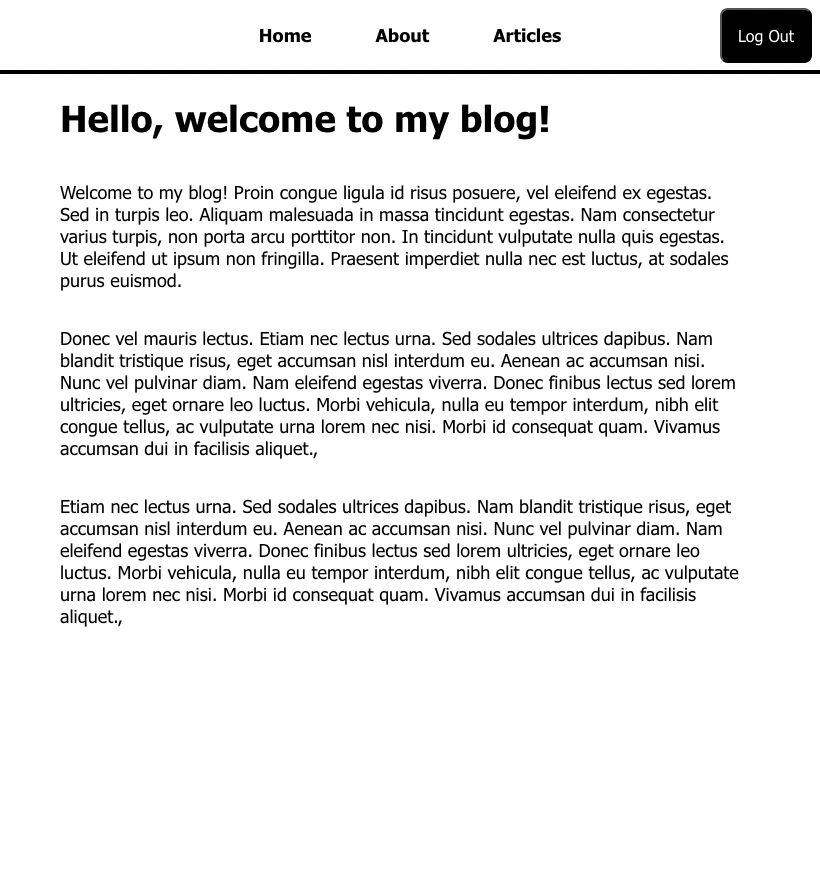 Home About Articles Log Out
Hello, welcome to my blog!
Welcome to my blog! Proin congue ligula id risus posuere, vel eleifend ex egestas.
Sed in turpis leo. Aliquam malesuada in massa tincidunt egestas. Nam consectetur
varius turpis, non porta arcu porttitor non. In tincidunt vulputate nulla quis egestas.
Ut eleifend ut ipsum non fringilla. Praesent imperdiet nulla nec est luctus, at sodales
purus euismod.
Donec vel mauris lectus. Etiam nec lectus urna. Sed sodales ultrices dapibus. Nam
blandit tristique risus, eget accumsan nisl interdum eu. Aenean ac accumsan nisi.
Nunc vel pulvinar diam. Nam eleifend egestas viverra. Donec finibus lectus sed lorem
ultricies, eget ornare leo luctus. Morbi vehicula, nulla eu tempor interdum, nibh elit
congue tellus, ac vulputate urna lorem nec nisi. Morbi id consequat quam. Vivamus
accumsan dui in facilisis aliquet.,
Etiam nec lectus urna. Sed sodales ultrices dapibus. Nam blandit tristique risus, eget
accumsan nisl interdum eu. Aenean ac accumsan nisi. Nunc vel pulvinar diam. Nam
eleifend egestas viverra. Donec finibus lectus sed lorem ultricies, eget ornare leo
luctus. Morbi vehicula, nulla eu tempor interdum, nibh elit congue tellus, ac vulputate
urna lorem nec nisi. Morbi id consequat quam. Vivamus accumsan dui in facilisis
aliquet.,